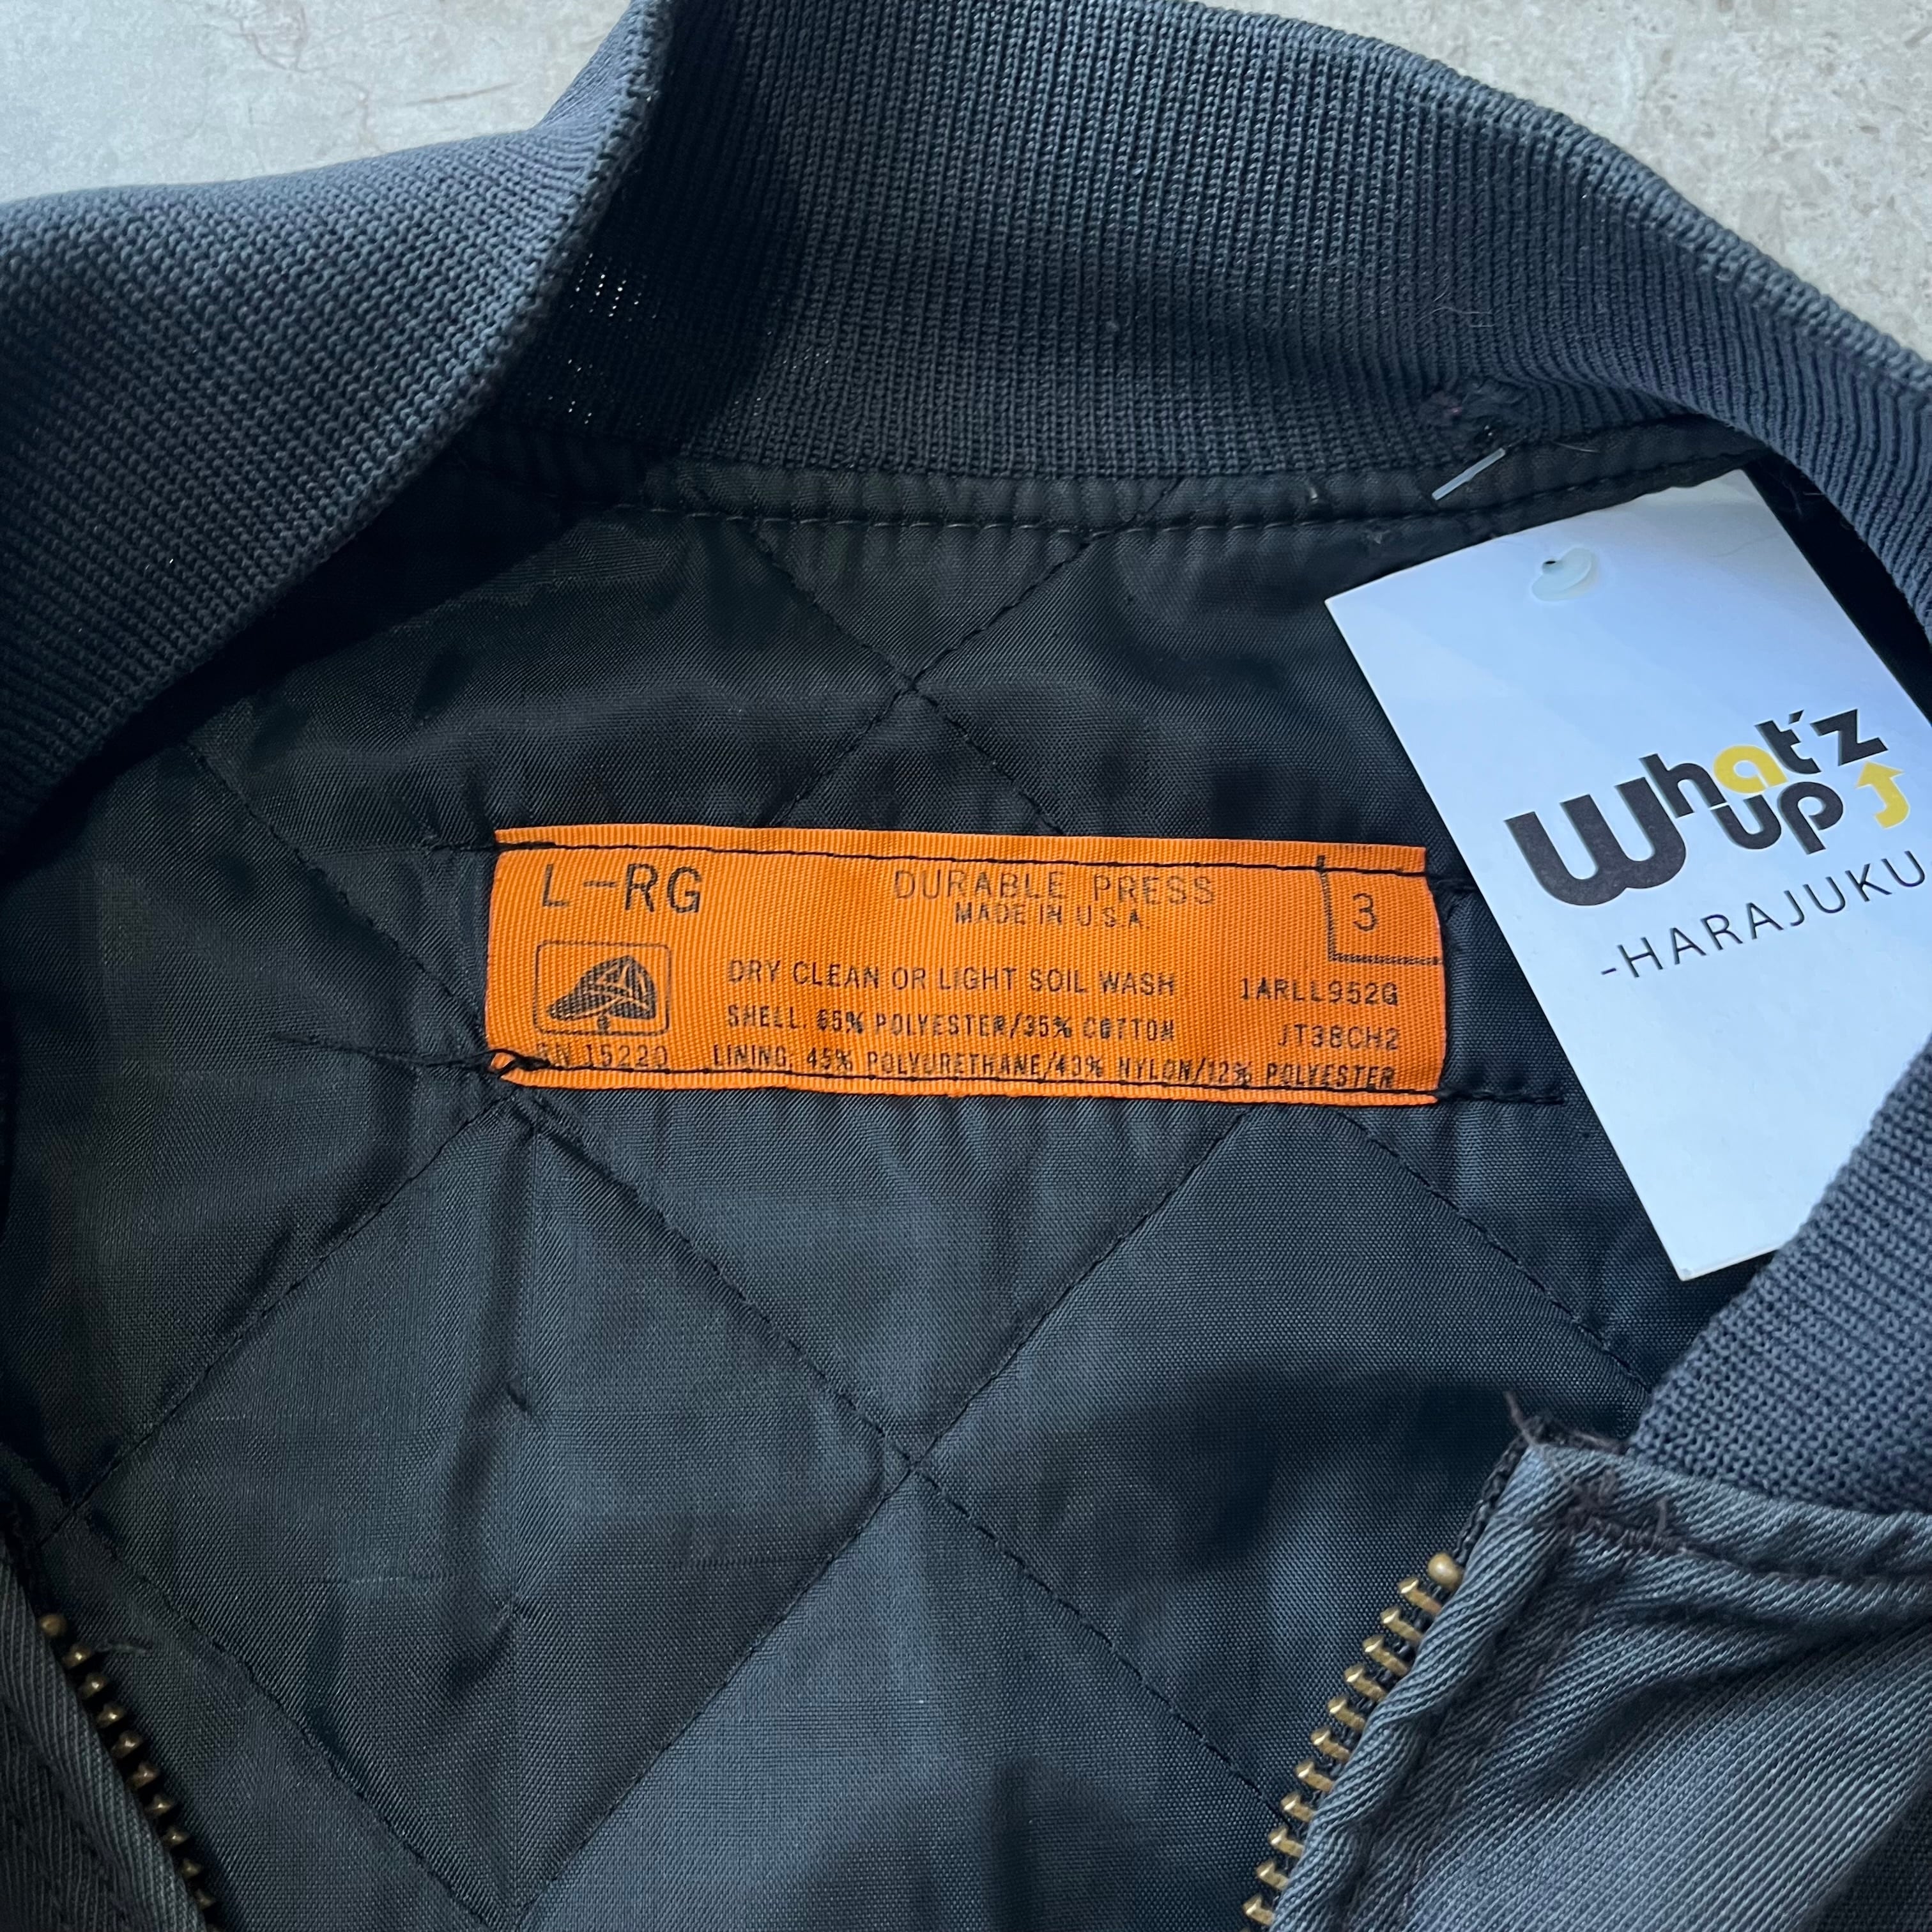 L-RG
DURABLE PRESS
MADE IN U.S.A.
3
DRY CLEAN OR LIGHT SOIL WASH
1ARLL952G
SHELL. 65% POLYESTER/35% COTTON
JT38CH2
RN 15220
LINING: 45% POLYURETHANE/43% NYLON/12% POLYESTER
What'z
up
-HARAJUKU